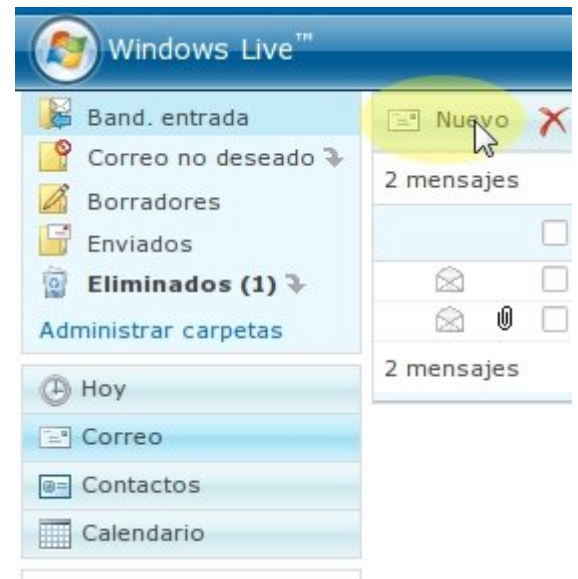 Windows Live™
Band. entrada
Correo no deseado
Borradores
Enviados
Eliminados (1)
Administrar carpetas
Hoy
Correo
Contactos
Calendario
Nuevo
2 mensajes
2 mensajes